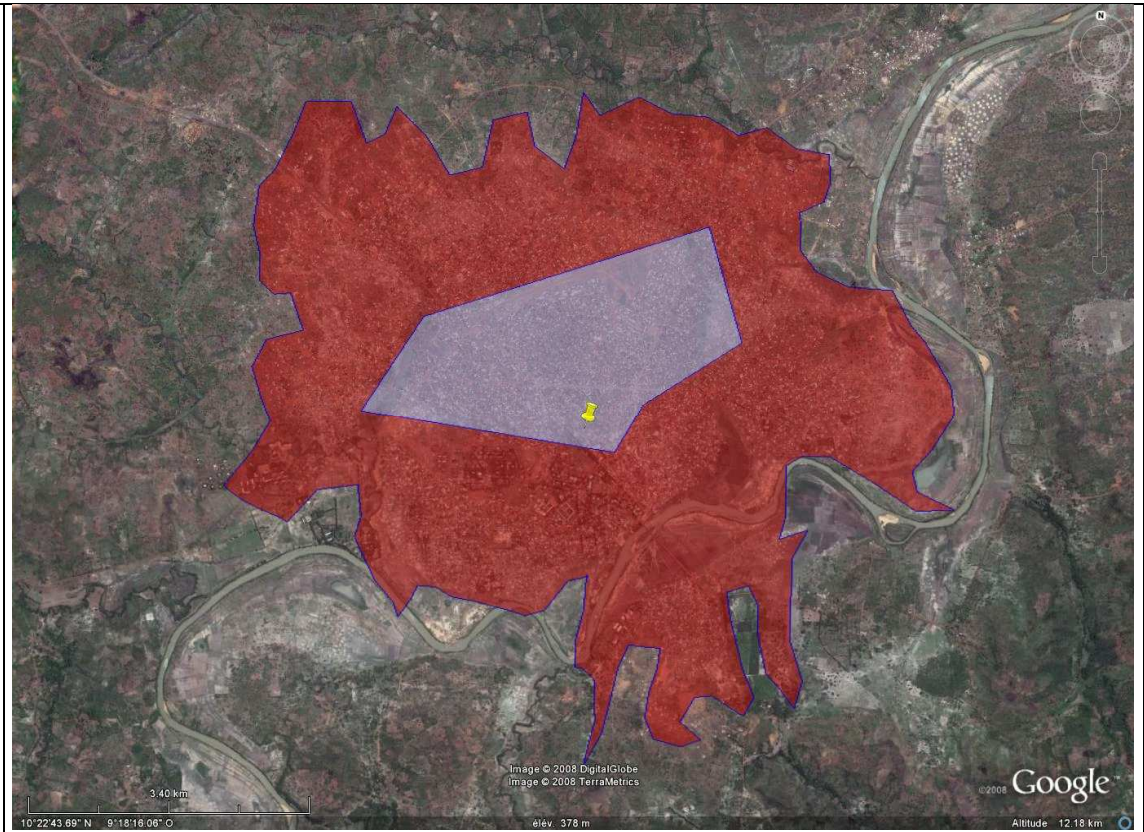 N
Image © 2008 DigitalGlobe
Image © 2008 TerraMetrics
©2008 Google™
3.40 km
10°22'43.69" N 9°18'16.06" O élév. 378 m Altitude 12.18 km